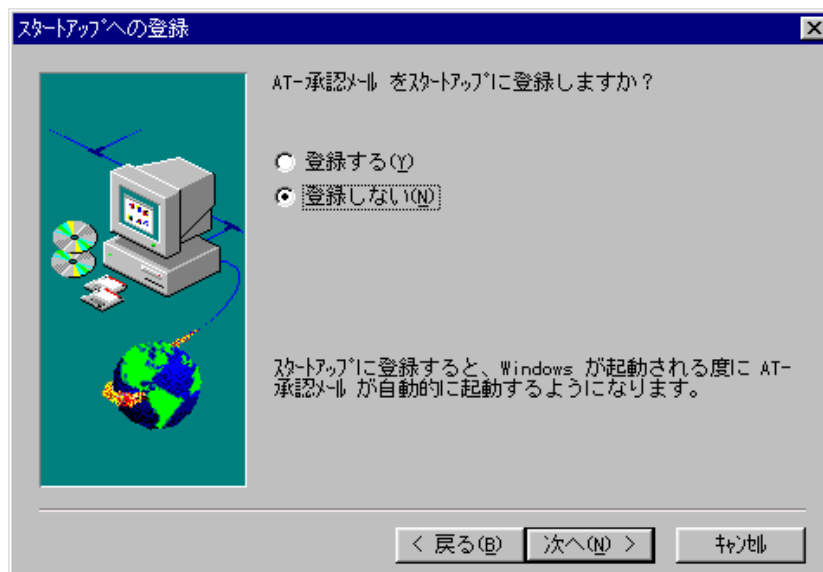 ｽﾀｰﾄｱｯﾌﾟへの登録
AT-承認ﾒｰﾙ をｽﾀｰﾄｱｯﾌﾟに登録しますか？
登録する(Y)
登録しない(N)
ｽﾀｰﾄｱｯﾌﾟに登録すると、Windows が起動される度に AT-
承認ﾒｰﾙ が自動的に起動するようになります。
< 戻る(B)
次へ(N) >
ｷｬﾝｾﾙ